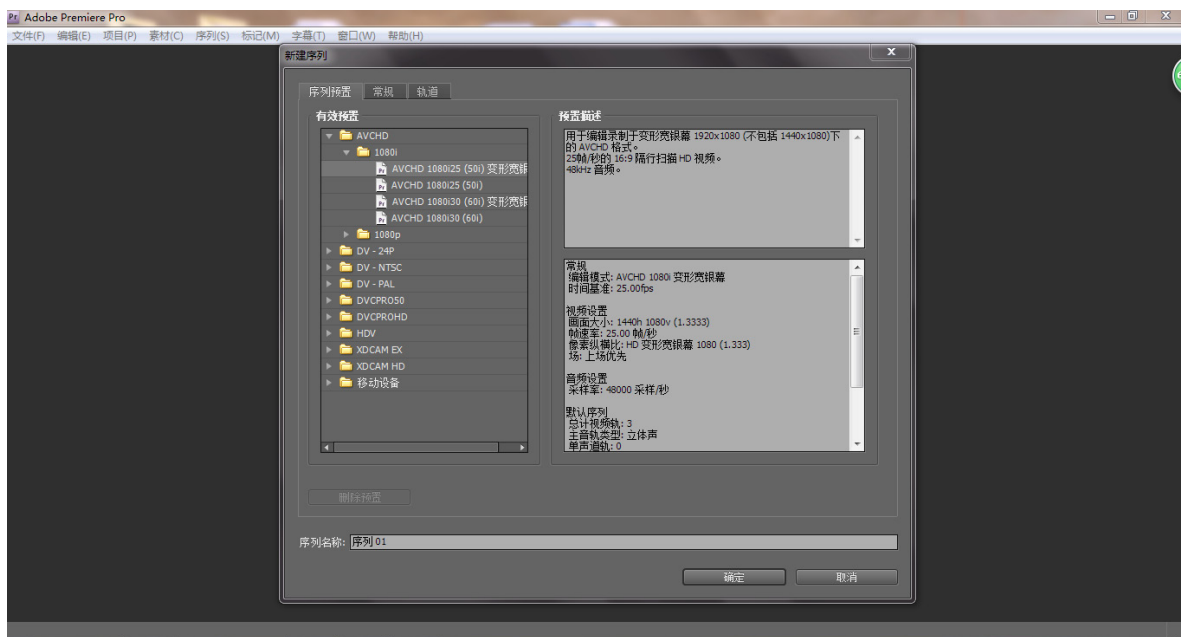 Pr Adobe Premiere Pro
文件(F) 编辑(E) 项目(P) 素材(C) 序列(S) 标记(M) 字幕(T) 窗口(W) 帮助(H)
新建序列
序列预置 常规 轨道
有效预置
AVCHD
1080i
AVCHD 1080i25 (50i) 变形宽银
AVCHD 1080i25 (50i)
AVCHD 1080i30 (60i) 变形宽银
AVCHD 1080i30 (60i)
1080p
DV - 24P
DV - NTSC
DV - PAL
DVCPRO50
DVCPROHD
HDV
XDCAM EX
XDCAM HD
移动设备
预置描述
用于编辑录制于变形宽银幕 1920x1080 (不包括 1440x1080)下
的 AVCHD 格式。
25帧/秒的 16:9 隔行扫描 HD 视频。
48kHz 音频。
常规
编辑模式: AVCHD 1080i 变形宽银幕
时间基准: 25.00fps
视频设置
画面大小: 1440h 1080v (1.3333)
帧速率: 25.00 帧/秒
像素纵横比: HD 变形宽银幕 1080 (1.333)
场: 上场优先
音频设置
采样率: 48000 采样/秒
默认序列
总计视频轨: 3
主音轨类型: 立体声
单声道轨: 0
删除预置
序列名称: 序列 01
确定 取消